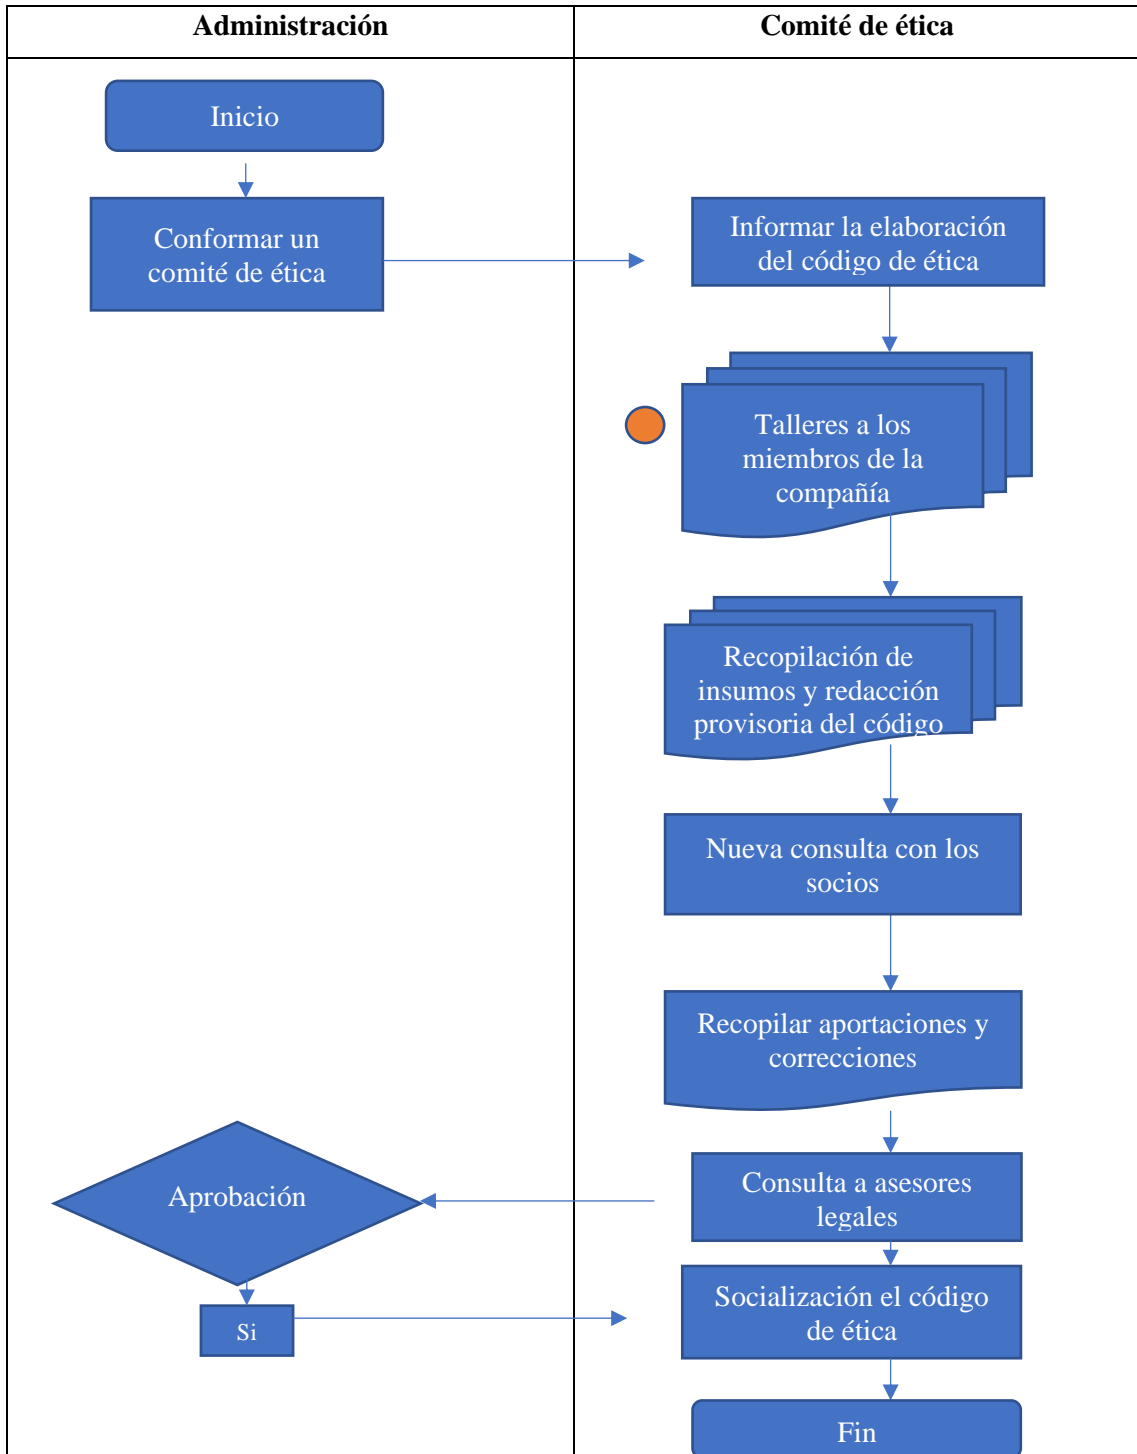 Administración
Comité de ética
Inicio
Conformar un
comité de ética
Informar la elaboración
del código de ética
Talleres a los
miembros de la
compañía
Recopilación de
insumos y redacción
provisoria del código
Nueva consulta con los
socios
Recopilar aportaciones y
correcciones
Aprobación
Consulta a asesores
legales
Si
Socialización el código
de ética
Fin